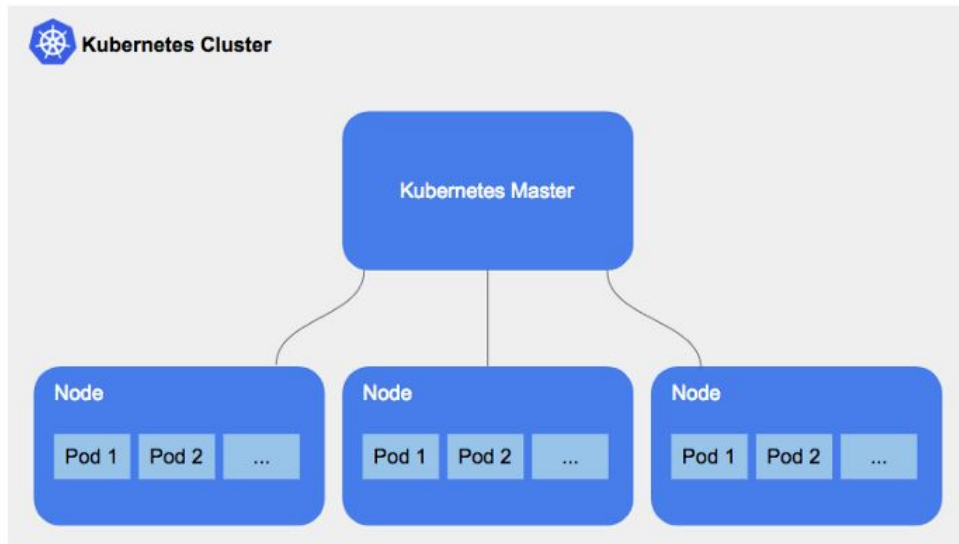 Kubernetes Cluster
Kubernetes Master
Node
Pod 1 Pod 2 ...
Node
Pod 1 Pod 2 ...
Node
Pod 1 Pod 2 ...